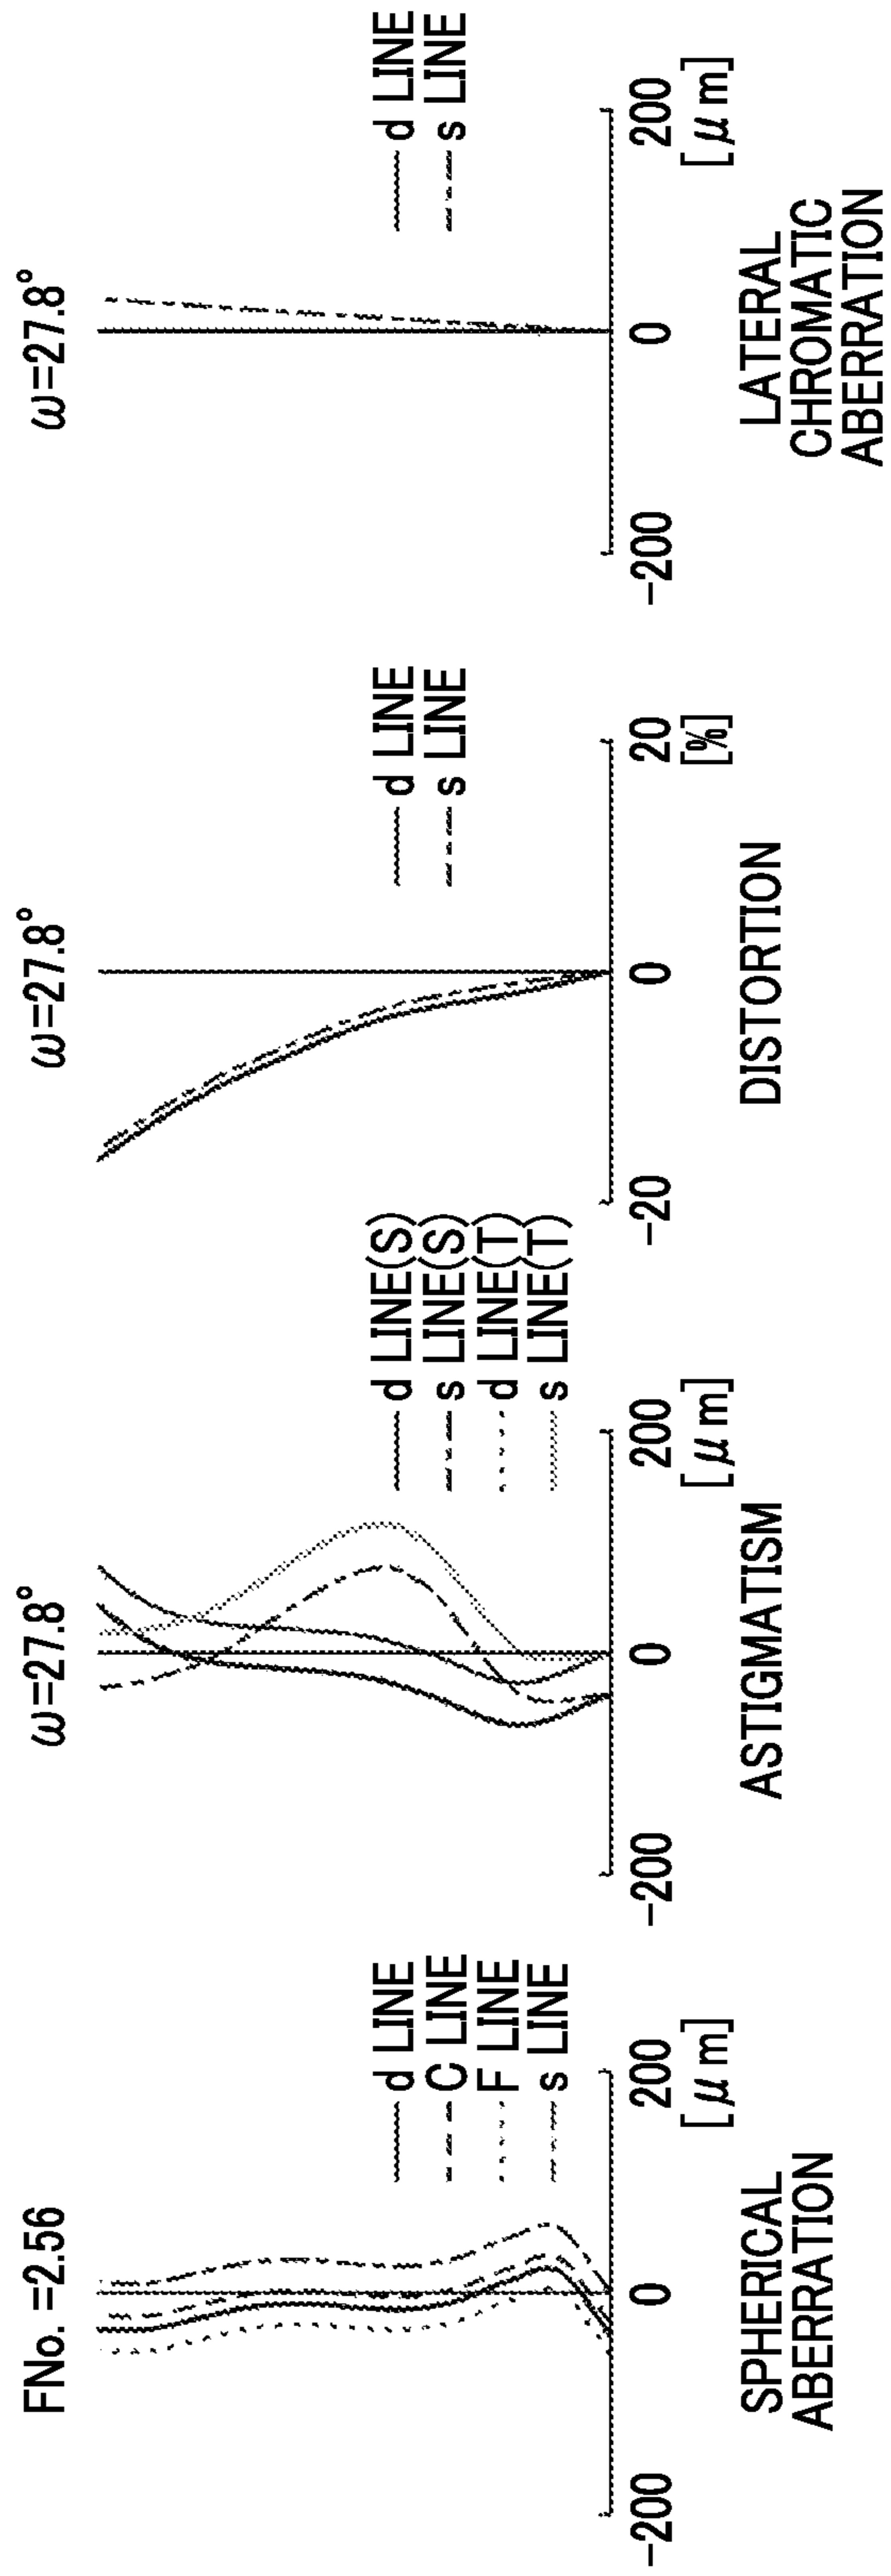 FNo. =2.56
d LINE
C LINE
F LINE
s LINE
-200
0
200
[μm]
SPHERICAL
ABERRATION
ω=27.8°
d LINE(S)
s LINE(S)
d LINE(T)
s LINE(T)
-200
0
200
[μm]
ASTIGMATISM
ω=27.8°
d LINE
s LINE
-20
0
20
[%]
DISTORTION
ω=27.8°
d LINE
s LINE
-200
0
200
[μm]
LATERAL
CHROMATIC
ABERRATION